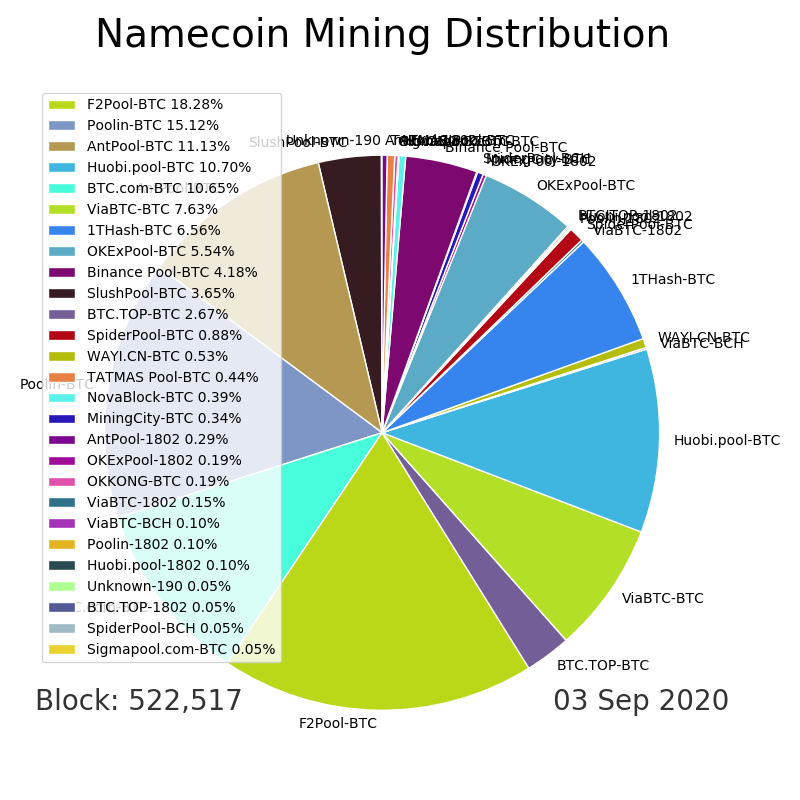 Namecoin Mining Distribution
F2Pool-BTC 18.28%
Poolin-BTC 15.12%
AntPool-BTC 11.13%
Huobi.pool-BTC 10.70%
BTC.com-BTC 10.65%
ViaBTC-BTC 7.63%
1THash-BTC 6.56%
OKExPool-BTC 5.54%
Binance Pool-BTC 4.18%
SlushPool-BTC 3.65%
BTC.TOP-BTC 2.67%
SpiderPool-BTC 0.88%
WAYI.CN-BTC 0.53%
TATMAS Pool-BTC 0.44%
NovaBlock-BTC 0.39%
MiningCity-BTC 0.34%
AntPool-1802 0.29%
OKExPool-1802 0.19%
OKKONG-BTC 0.19%
ViaBTC-1802 0.15%
ViaBTC-BCH 0.10%
Poolin-1802 0.10%
Huobi.pool-1802 0.10%
Unknown-190 0.05%
BTC.TOP-1802 0.05%
SpiderPool-BCH 0.05%
Sigmapool.com-BTC 0.05%
SlushPool-BTC
Unknown-190
Binance Pool-BTC
OKExPool-1802
OKExPool-BTC
SpiderPool-BTC
ViaBTC-1802
1THash-BTC
WAYI.CN-BTC
ViaBTC-BCH
Poolin-BTC
Huobi.pool-BTC
ViaBTC-BTC
BTC.TOP-BTC
F2Pool-BTC
Block: 522,517
03 Sep 2020